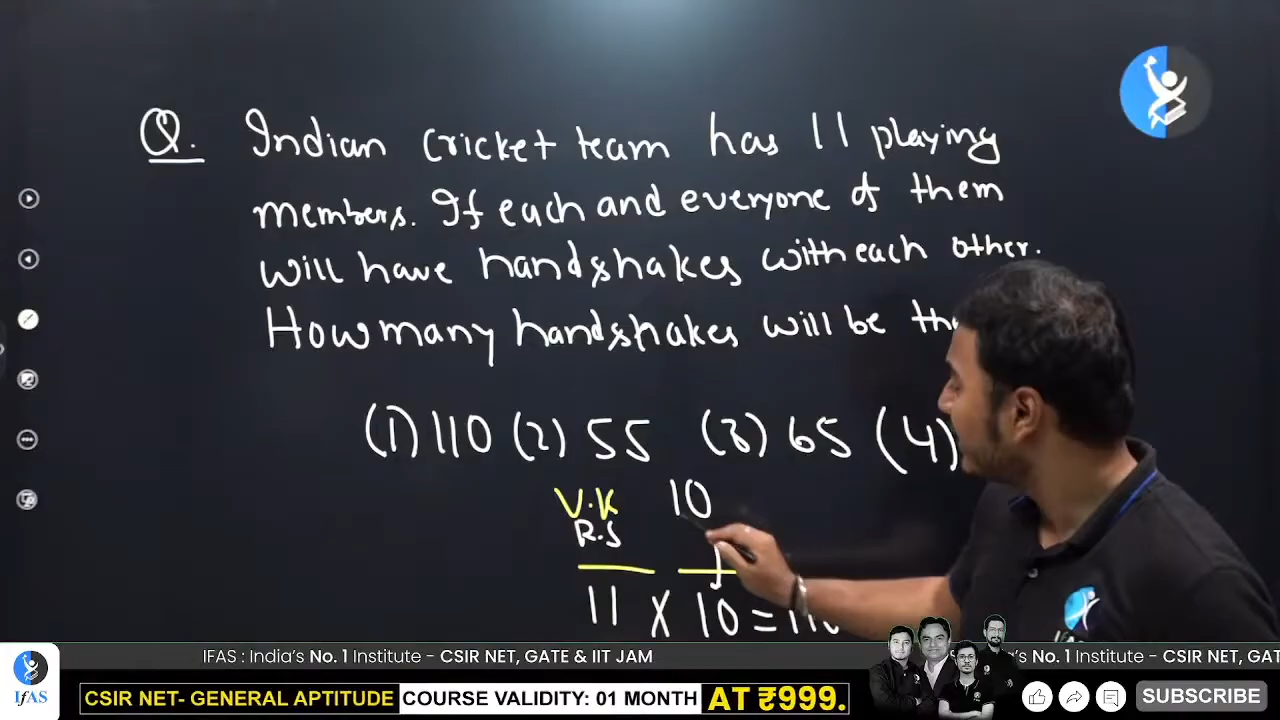 Q. Indian cricket team has 11 playing
members. If each and everyone of them
will have handshakes with each other.
How many handshakes will be
(1) 110 (2) 55 (3) 65 (4)
V.K 10
R.S
11 X 10 = 110
IFAS : India's No. 1 Institute - CSIR NET, GATE & IIT JAM
No. 1 Institute - CSIR NET, GAT
IFAS
CSIR NET- GENERAL APTITUDE COURSE VALIDITY: 01 MONTH AT ₹999.
SUBSCRIBE